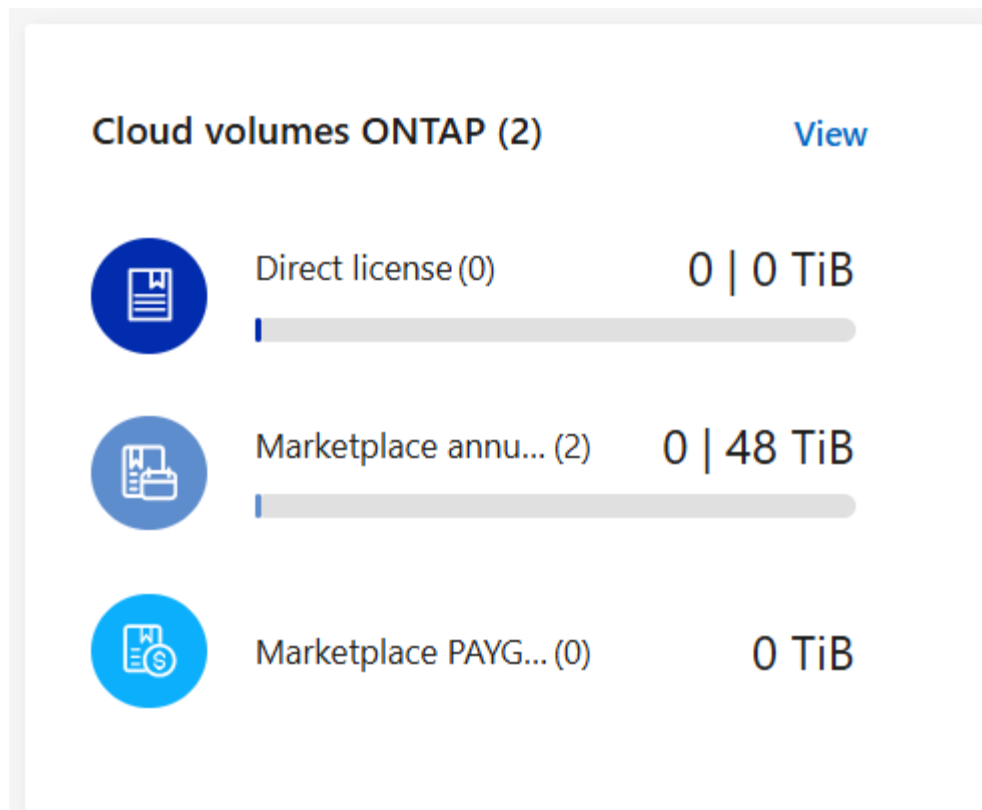 Cloud volumes ONTAP (2) View
Direct license (0) 0 | 0 TiB
Marketplace annu... (2) 0 | 48 TiB
Marketplace PAYG... (0) 0 TiB